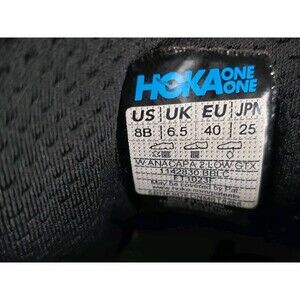 HOKA ONE ONE
US UK EU JPN
8B 6.5 40 25
W ANACAPA 2 LOW GTX
1142830 BBLC
May be covered by Pat.